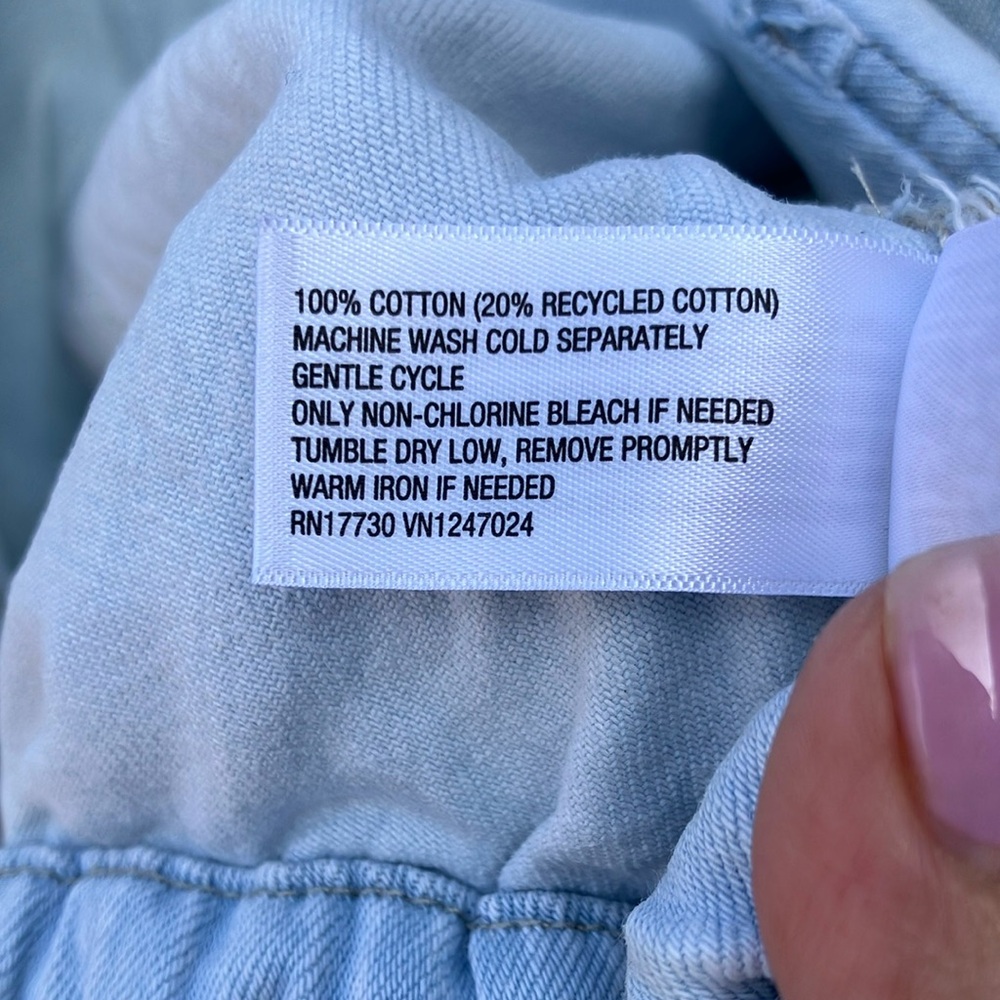 100% COTTON (20% RECYCLED COTTON)
MACHINE WASH COLD SEPARATELY
GENTLE CYCLE
ONLY NON-CHLORINE BLEACH IF NEEDED
TUMBLE DRY LOW, REMOVE PROMPTLY
WARM IRON IF NEEDED
RN17730 VN1247024